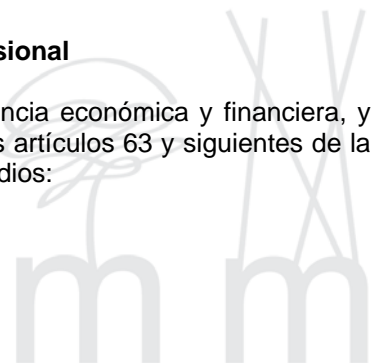 sional
ncia económica y financiera, y
s artículos 63 y siguientes de la
dios:
m m